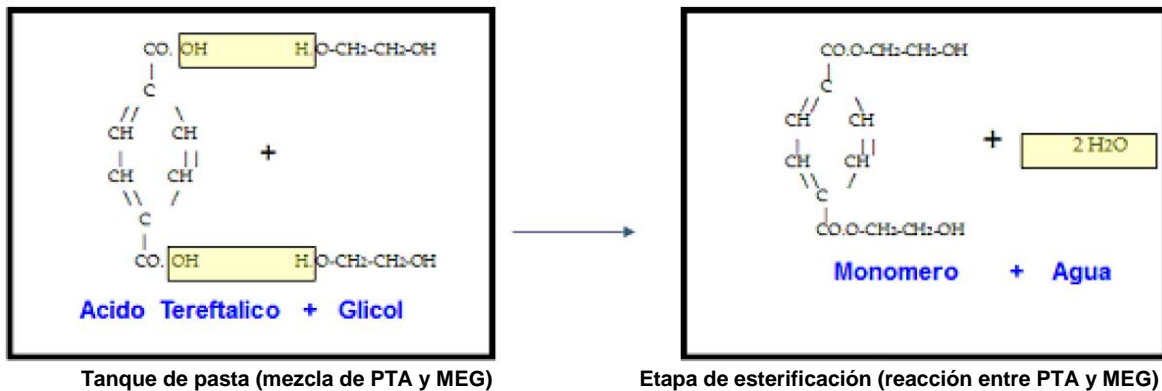 CO. OH H. O-CH2-CH2-OH
|
C
// \
CH CH
| ||
CH CH
\\ /
C
|
CO. OH H. O-CH2-CH2-OH
+
Acido Tereftalico + Glicol
CO.O-CH2-CH2-OH
|
C
// \
CH CH
| ||
CH CH
\\ /
C
|
CO.O-CH2-CH2-OH
+
2 H2O
Monomero + Agua
Tanque de pasta (mezcla de PTA y MEG)
Etapa de esterificación (reacción entre PTA y MEG)